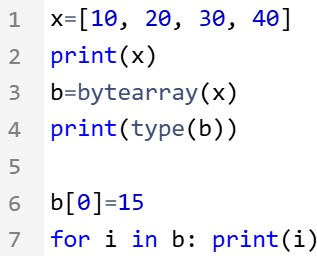 1 x=[10, 20, 30, 40]
2 print(x)
3 b=bytearray(x)
4 print(type(b))
5
6 b[0]=15
7 for i in b: print(i)